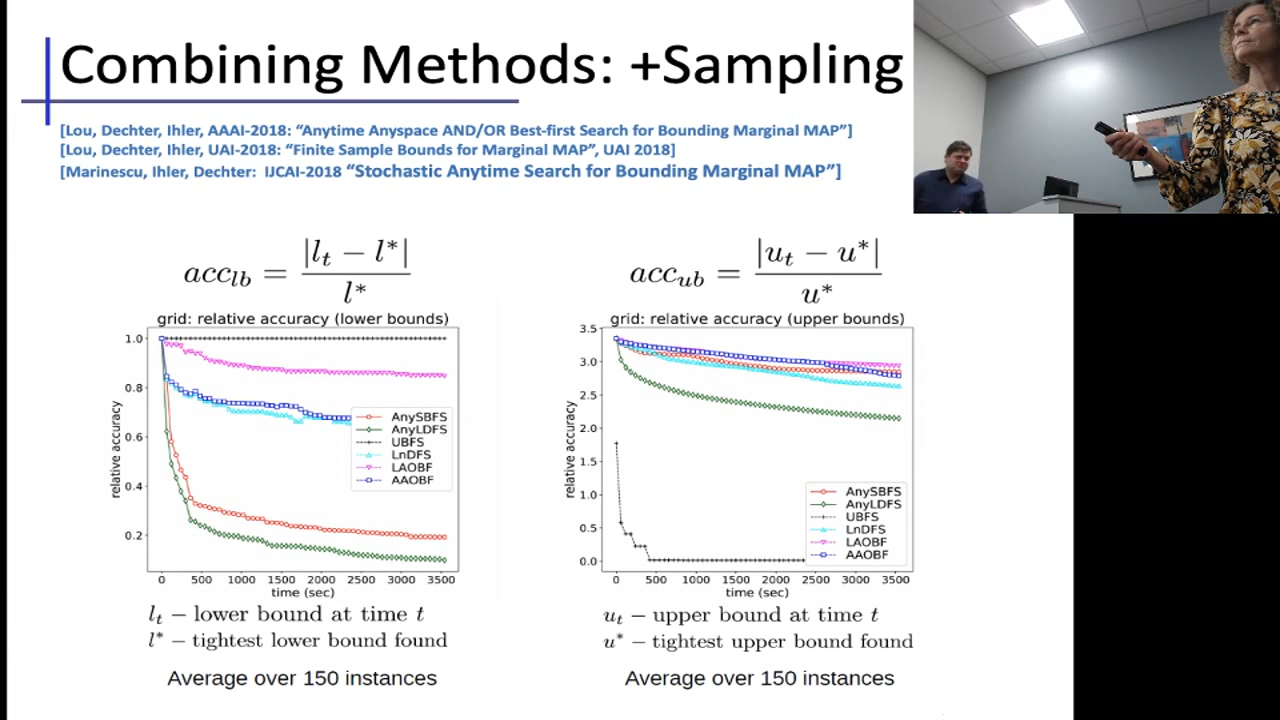 Combining Methods: +Sampling
[Lou, Dechter, Ihler, AAAI-2018: “Anytime Anyspace AND/OR Best-first Search for Bounding Marginal MAP”]
[Lou, Dechter, Ihler, UAI-2018: “Finite Sample Bounds for Marginal MAP”, UAI 2018]
[Marinescu, Ihler, Dechter: IJCAI-2018 “Stochastic Anytime Search for Bounding Marginal MAP”]
acc_lb = |l_t − l*| / l*
grid: relative accuracy (lower bounds)
1.0
0.8
0.6
0.4
0.2
relative accuracy
AnySBFS
AnyLDFS
UBFS
LnDFS
LAOBF
AAOBF
0 500 1000 1500 2000 2500 3000 3500
time (sec)
l_t – lower bound at time t
l* – tightest lower bound found
Average over 150 instances
acc_ub = |u_t − u*| / u*
grid: relative accuracy (upper bounds)
3.5
3.0
2.5
2.0
1.5
1.0
0.5
0.0
relative accuracy
AnySBFS
AnyLDFS
UBFS
LnDFS
LAOBF
AAOBF
0 500 1000 1500 2000 2500 3000 3500
time (sec)
u_t – upper bound at time t
u* – tightest upper bound found
Average over 150 instances